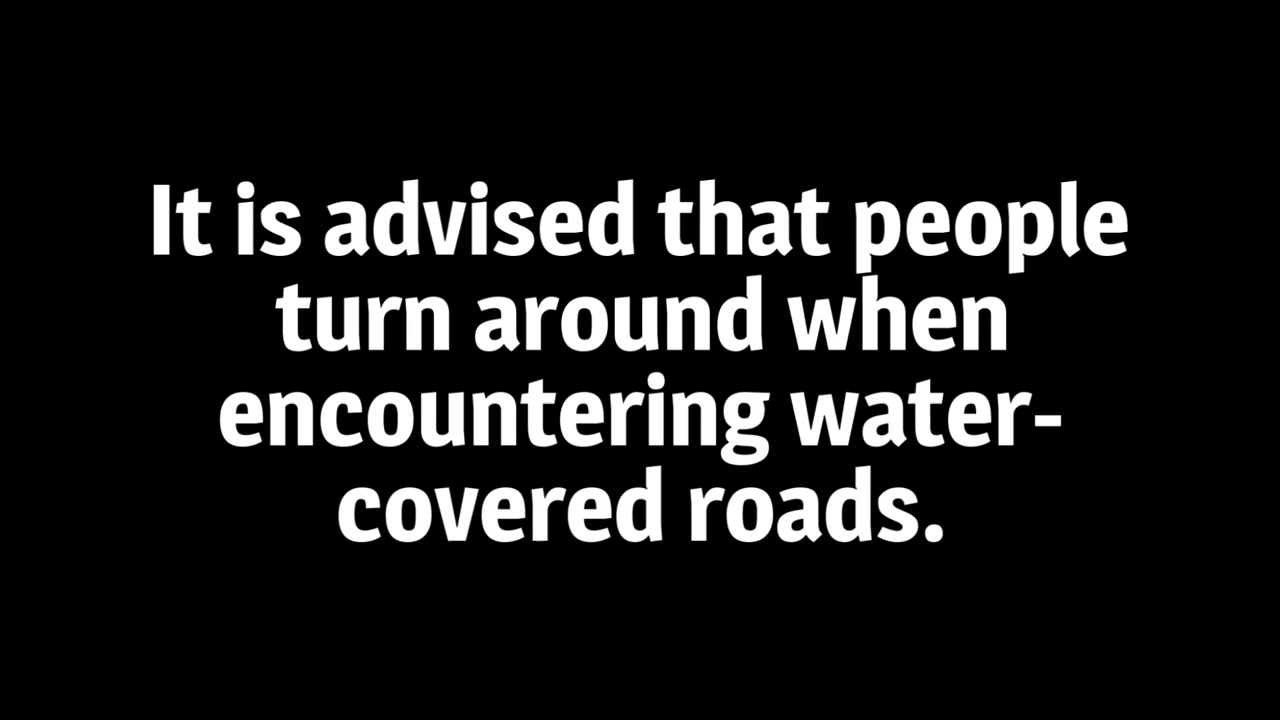 It is advised that people
turn around when
encountering water-
covered roads.